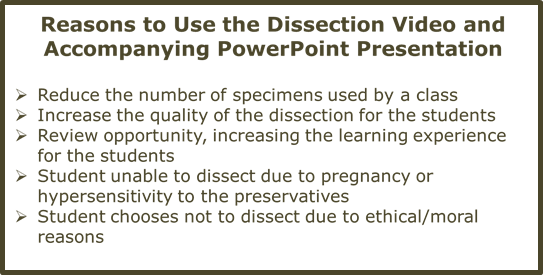 Reasons to Use the Dissection Video and
Accompanying PowerPoint Presentation
➢ Reduce the number of specimens used by a class
➢ Increase the quality of the dissection for the students
➢ Review opportunity, increasing the learning experience
for the students
➢ Student unable to dissect due to pregnancy or
hypersensitivity to the preservatives
➢ Student chooses not to dissect due to ethical/moral
reasons